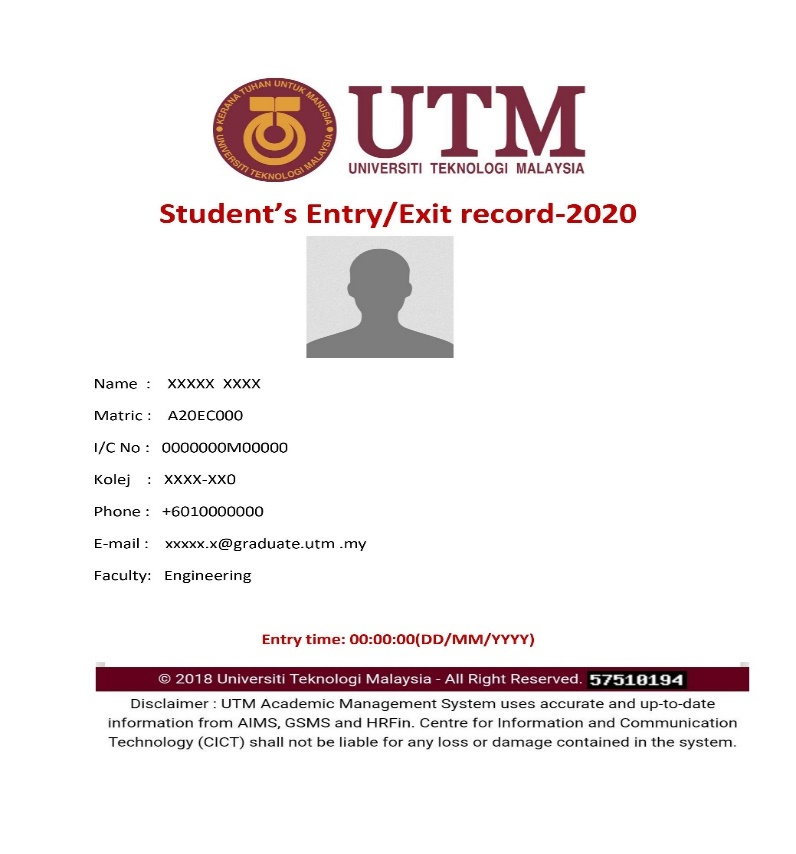 KERANA TUHAN UNTUK MANUSIA
UNIVERSITI TEKNOLOGI MALAYSIA
UTM
UNIVERSITI TEKNOLOGI MALAYSIA
Student’s Entry/Exit record-2020
Name : XXXXX XXXX
Matric : A20EC000
I/C No : 0000000M00000
Kolej : XXXX-XX0
Phone : +6010000000
E-mail : xxxxx.x@graduate.utm .my
Faculty: Engineering
Entry time: 00:00:00(DD/MM/YYYY)
© 2018 Universiti Teknologi Malaysia - All Right Reserved. 57510194
Disclaimer : UTM Academic Management System uses accurate and up-to-date
information from AIMS, GSMS and HRFin. Centre for Information and Communication
Technology (CICT) shall not be liable for any loss or damage contained in the system.